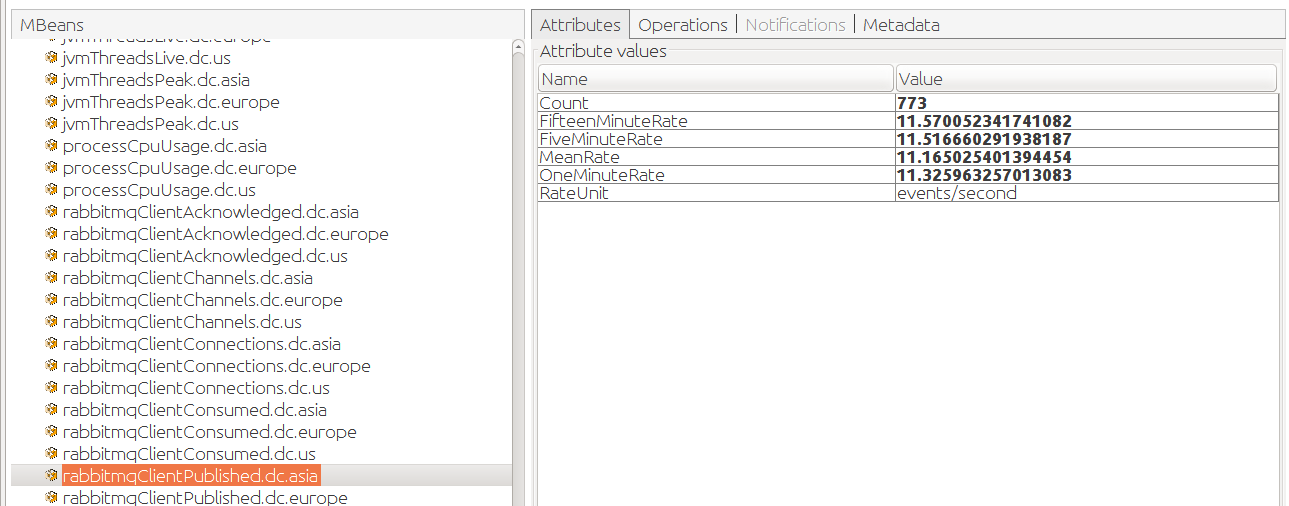 MBeans
jvmThreadsLive.dc.europe
jvmThreadsLive.dc.us
jvmThreadsPeak.dc.asia
jvmThreadsPeak.dc.europe
jvmThreadsPeak.dc.us
processCpuUsage.dc.asia
processCpuUsage.dc.europe
processCpuUsage.dc.us
rabbitmqClientAcknowledged.dc.asia
rabbitmqClientAcknowledged.dc.europe
rabbitmqClientAcknowledged.dc.us
rabbitmqClientChannels.dc.asia
rabbitmqClientChannels.dc.europe
rabbitmqClientChannels.dc.us
rabbitmqClientConnections.dc.asia
rabbitmqClientConnections.dc.europe
rabbitmqClientConnections.dc.us
rabbitmqClientConsumed.dc.asia
rabbitmqClientConsumed.dc.europe
rabbitmqClientConsumed.dc.us
rabbitmqClientPublished.dc.asia
rabbitmqClientPublished.dc.europe
Attributes Operations Notifications Metadata
Attribute values
Name Value
Count 773
FifteenMinuteRate 11.570052341741082
FiveMinuteRate 11.516660291938187
MeanRate 11.165025401394454
OneMinuteRate 11.325963257013083
RateUnit events/second